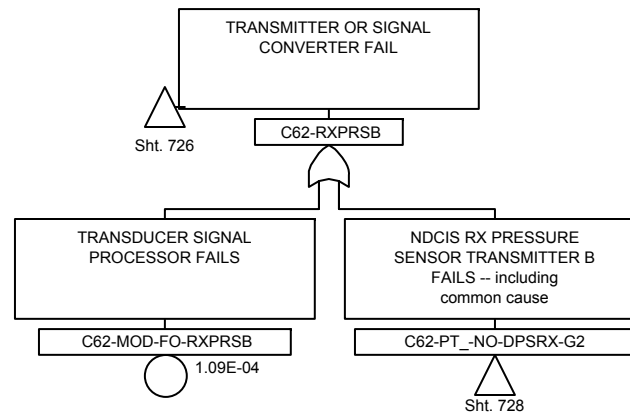 TRANSMITTER OR SIGNAL
CONVERTER FAIL
Sht. 726
C62-RXPRSB
TRANSDUCER SIGNAL
PROCESSOR FAILS
C62-MOD-FO-RXPRSB
1.09E-04
NDCIS RX PRESSURE
SENSOR TRANSMITTER B
FAILS -- including
common cause
C62-PT_-NO-DPSRX-G2
Sht. 728